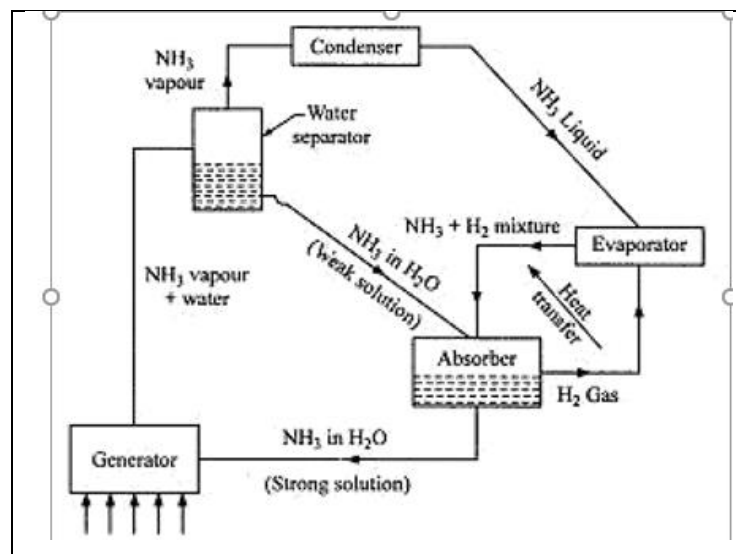 Condenser
NH3
vapour
Water
separator
NH3 Liquid
NH3 + H2 mixture
Evaporator
NH3 in H2O
(Weak solution)
NH3 vapour
+ water
Heat
transfer
Absorber
H2 Gas
NH3 in H2O
(Strong solution)
Generator